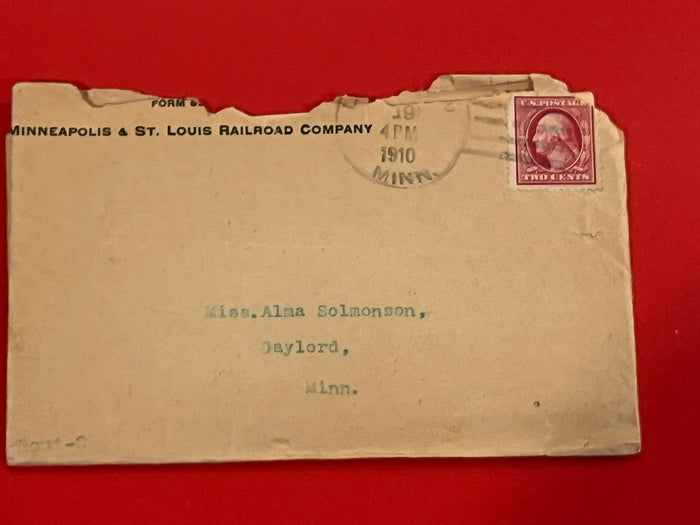 FORM
MINNEAPOLIS & ST. LOUIS RAILROAD COMPANY
19
4 PM
1910
MINN.
U.S. POSTAGE
TWO CENTS
Miss. Alma Solmonson,
Gaylord,
Minn.